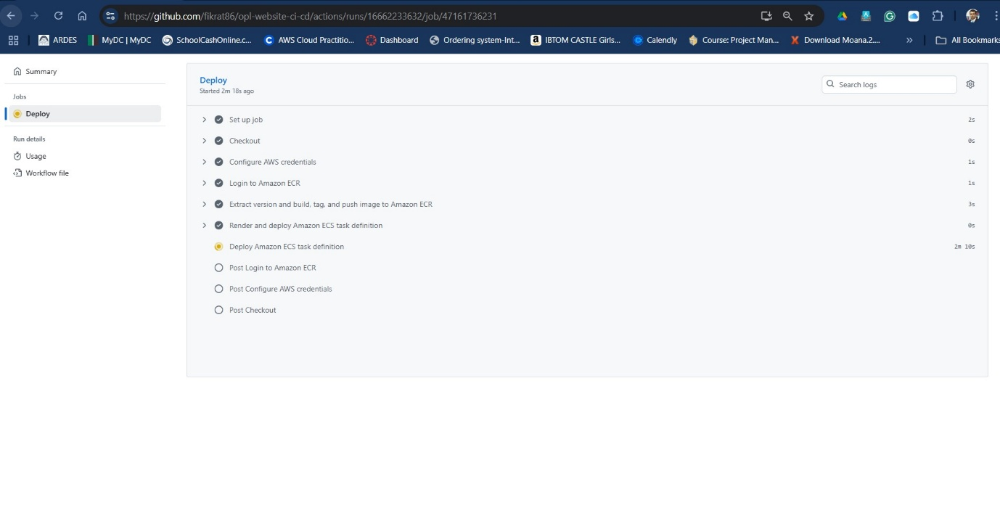 https://github.com/fikrat86/opl-website-ci-cd/actions/runs/16662233632/job/47161736231
ARDES MyDC | MyDC SchoolCashOnline.c... AWS Cloud Practitio... Dashboard Ordering system-Int... IBTOM CASTLE Girls... Calendly Course: Project Man... Download Moana.2.... » All Bookmarks
Summary
Jobs
Deploy
Run details
Usage
Workflow file
Deploy
Started 2m 18s ago
Search logs
Set up job 2s
Checkout 0s
Configure AWS credentials 1s
Login to Amazon ECR 1s
Extract version and build, tag, and push image to Amazon ECR 3s
Render and deploy Amazon ECS task definition 0s
Deploy Amazon ECS task definition 2m 10s
Post Login to Amazon ECR
Post Configure AWS credentials
Post Checkout